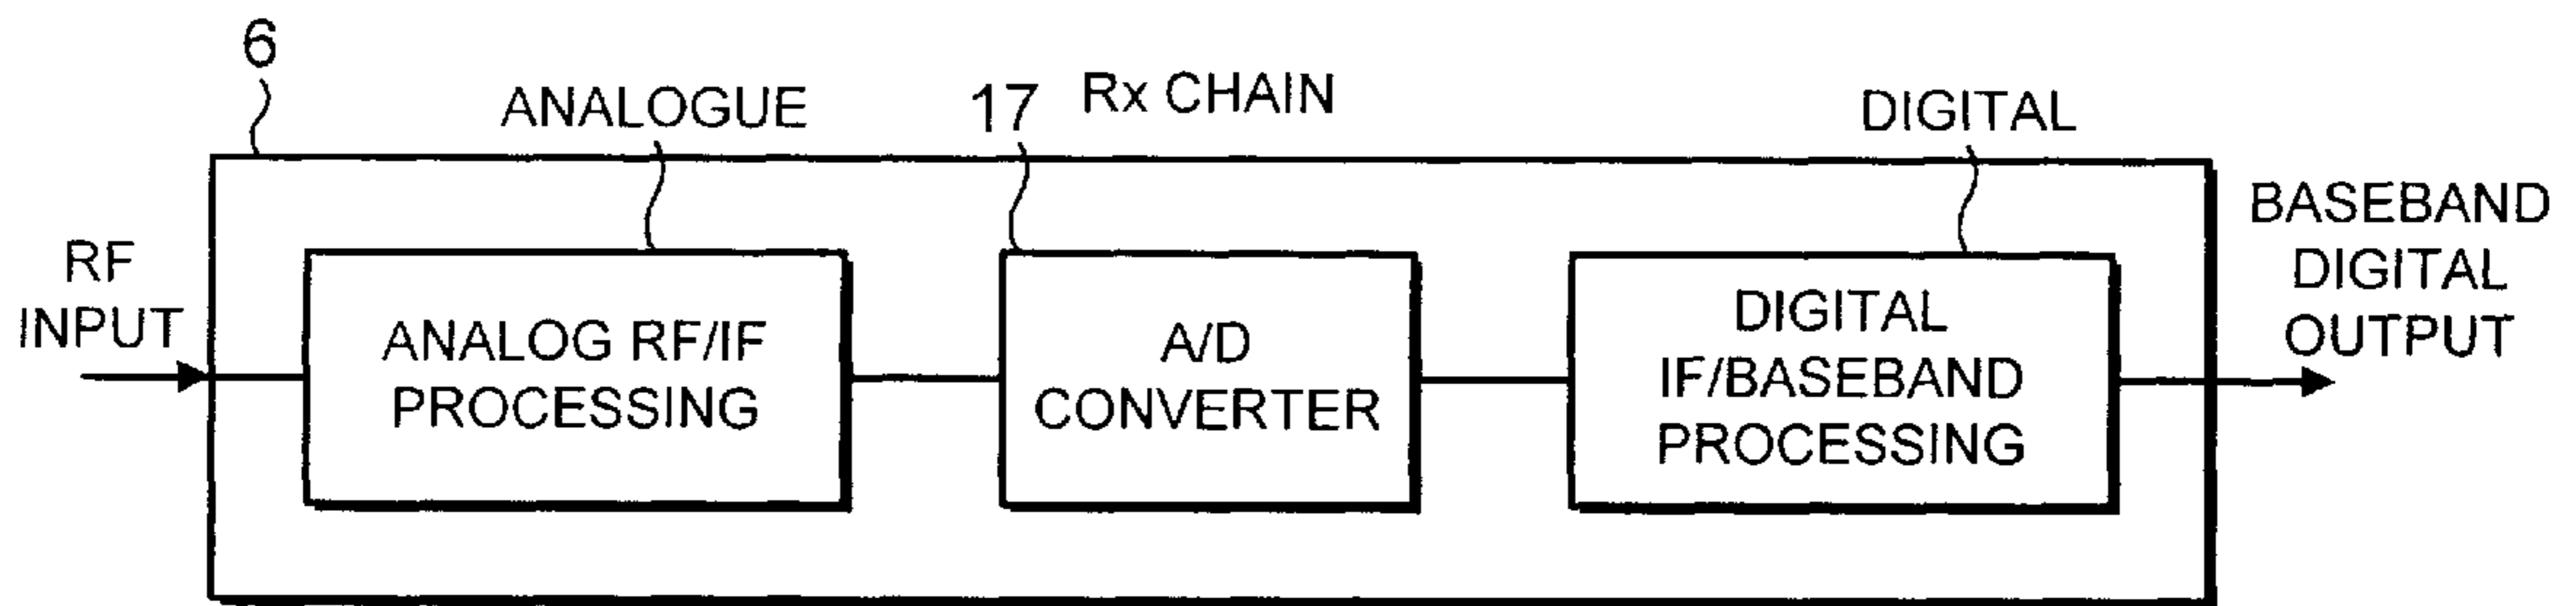 6
ANALOGUE
17
Rx CHAIN
DIGITAL
RF
INPUT
ANALOG RF/IF
PROCESSING
A/D
CONVERTER
DIGITAL
IF/BASEBAND
PROCESSING
BASEBAND
DIGITAL
OUTPUT